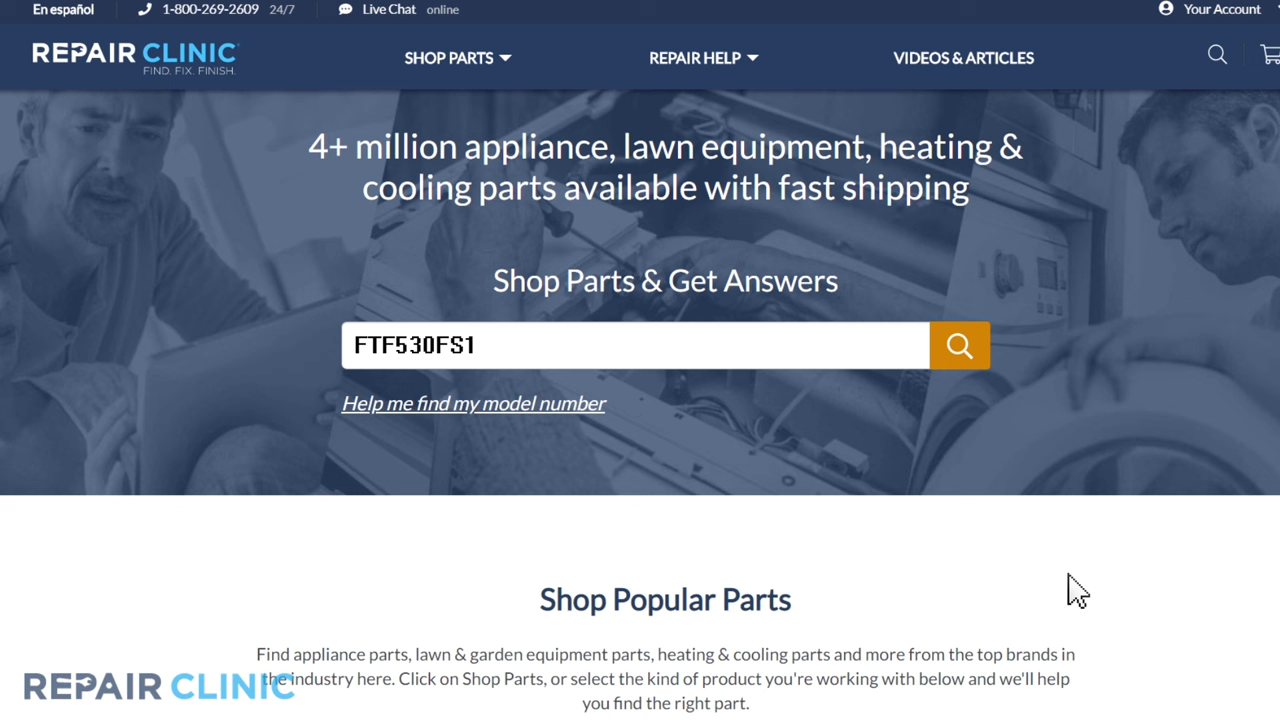 En español
1-800-269-2609 24/7
Live Chat online
Your Account
REPAIR CLINIC
FIND. FIX. FINISH.
SHOP PARTS
REPAIR HELP
VIDEOS & ARTICLES
4+ million appliance, lawn equipment, heating &
cooling parts available with fast shipping
Shop Parts & Get Answers
FTF530FS1
Help me find my model number
Shop Popular Parts
Find appliance parts, lawn & garden equipment parts, heating & cooling parts and more from the top brands in
the industry here. Click on Shop Parts, or select the kind of product you're working with below and we'll help
you find the right part.
REPAIR CLINIC